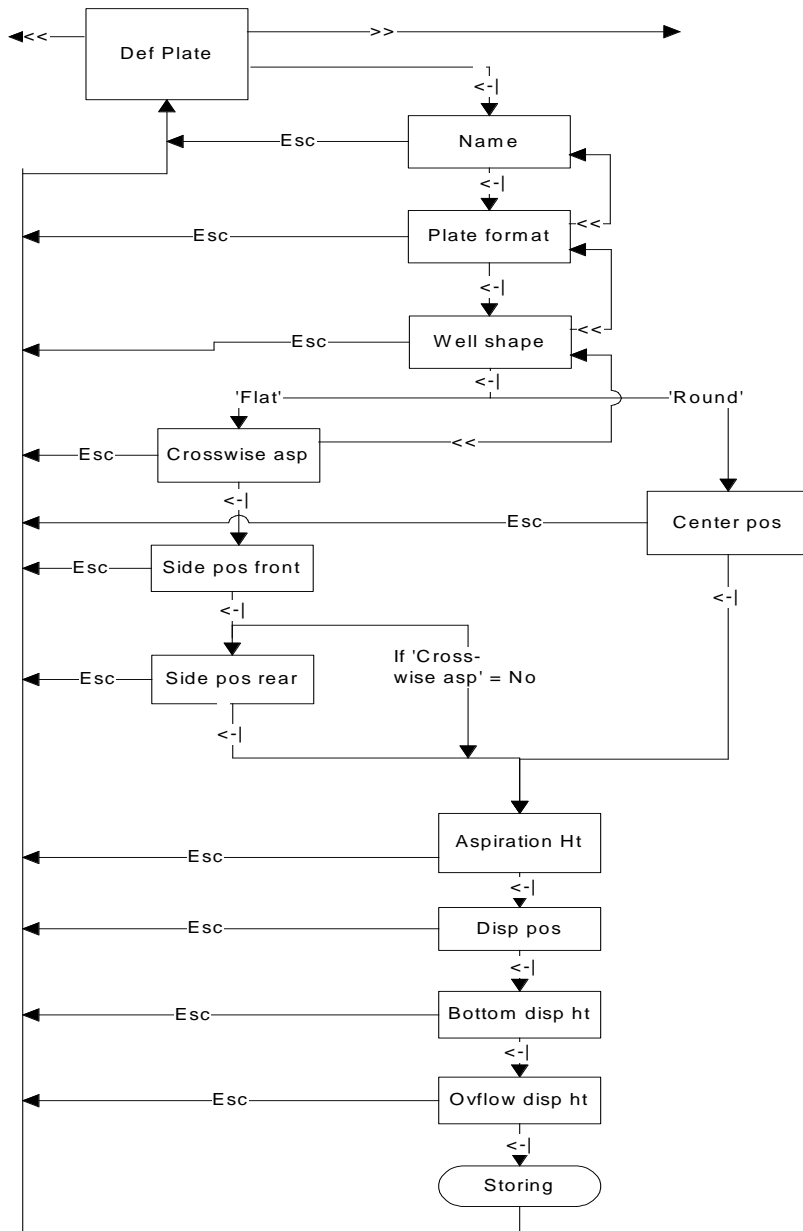 <<
>>
Def Plate
<-|
Esc
Name
<-|
<<
Esc
Plate format
<-|
<<
Esc
Well shape
<-|
'Flat'
'Round'
Esc
Crosswise asp
<<
<-|
Esc
Center pos
Esc
Side pos front
<-|
<-|
If 'Cross-
wise asp' = No
Esc
Side pos rear
<-|
Aspiration Ht
Esc
<-|
Esc
Disp pos
<-|
Esc
Bottom disp ht
<-|
Esc
Ovflow disp ht
<-|
Storing